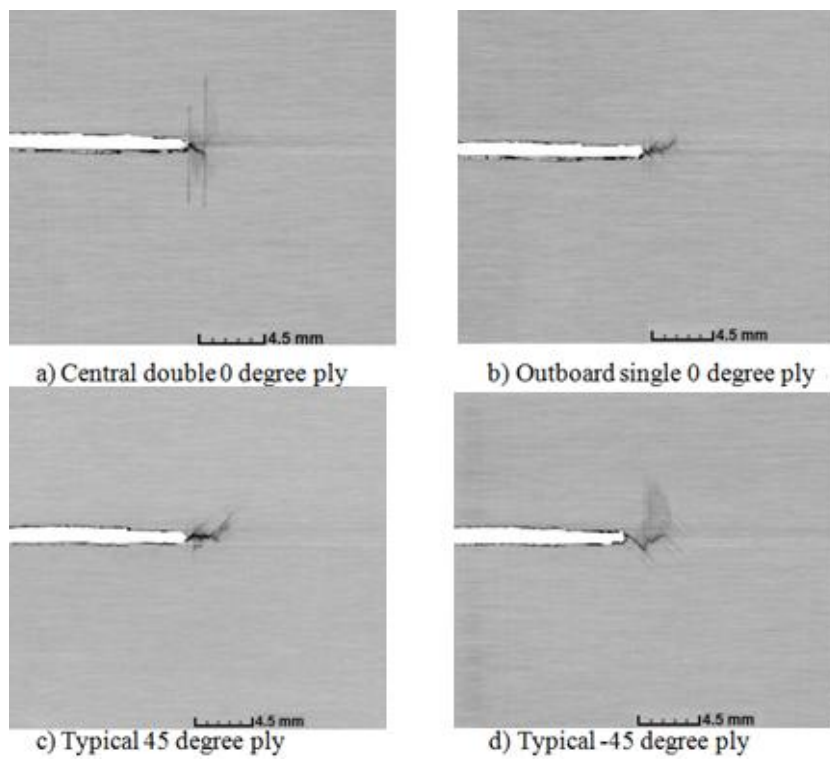 4.5 mm
4.5 mm
a) Central double 0 degree ply
b) Outboard single 0 degree ply
4.5 mm
4.5 mm
c) Typical 45 degree ply
d) Typical -45 degree ply